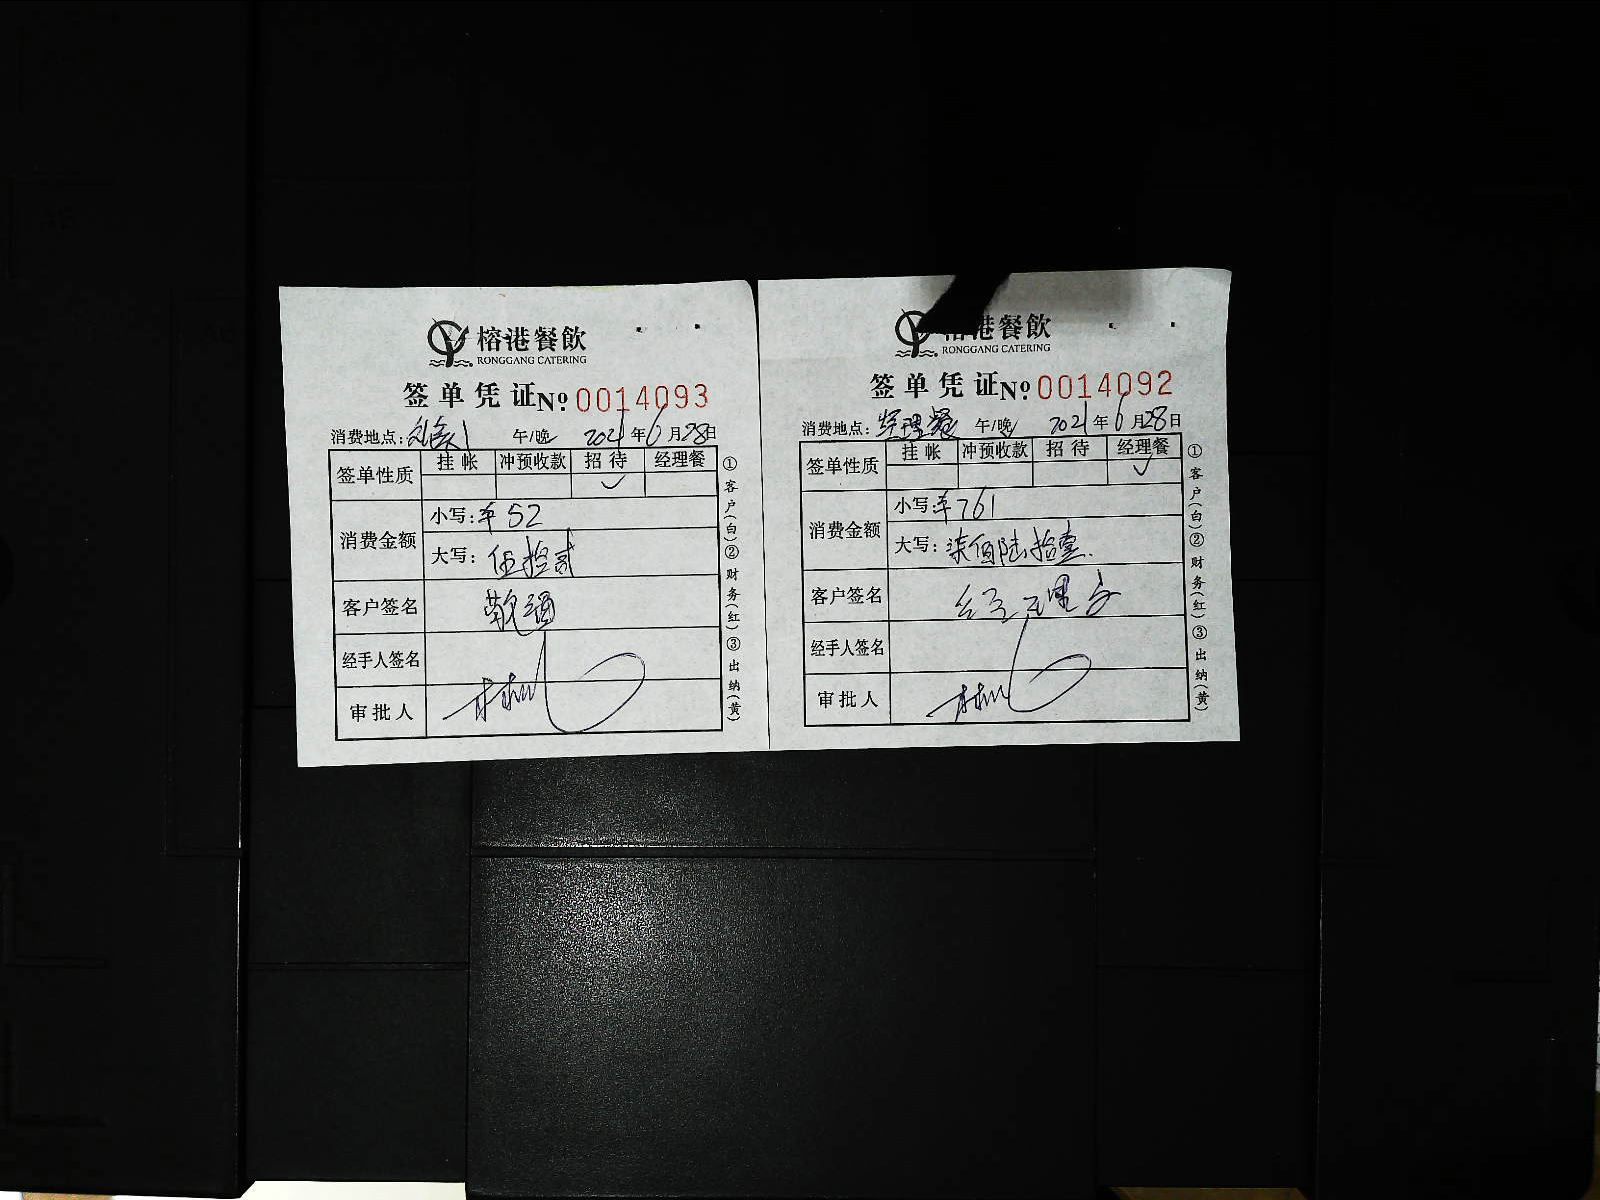 榕港餐飲
RONGGANG CATERING
签单凭证 №0014093
消费地点: 午/晚 2021年6月28日
签单性质 挂帐 冲预收款 招待 经理餐
✓
消费金额 小写:¥52
大写:伍拾贰
客户签名
经手人签名
审批人
①客户(白)②财务(红)③出纳(黄)
榕港餐飲
RONGGANG CATERING
签单凭证 №0014092
消费地点:经理餐 午/晚 2021年6月28日
签单性质 挂帐 冲预收款 招待 经理餐
✓
消费金额 小写:¥761
大写:柒佰陆拾壹.
客户签名 经理餐
经手人签名
审批人
①客户(白)②财务(红)③出纳(黄)